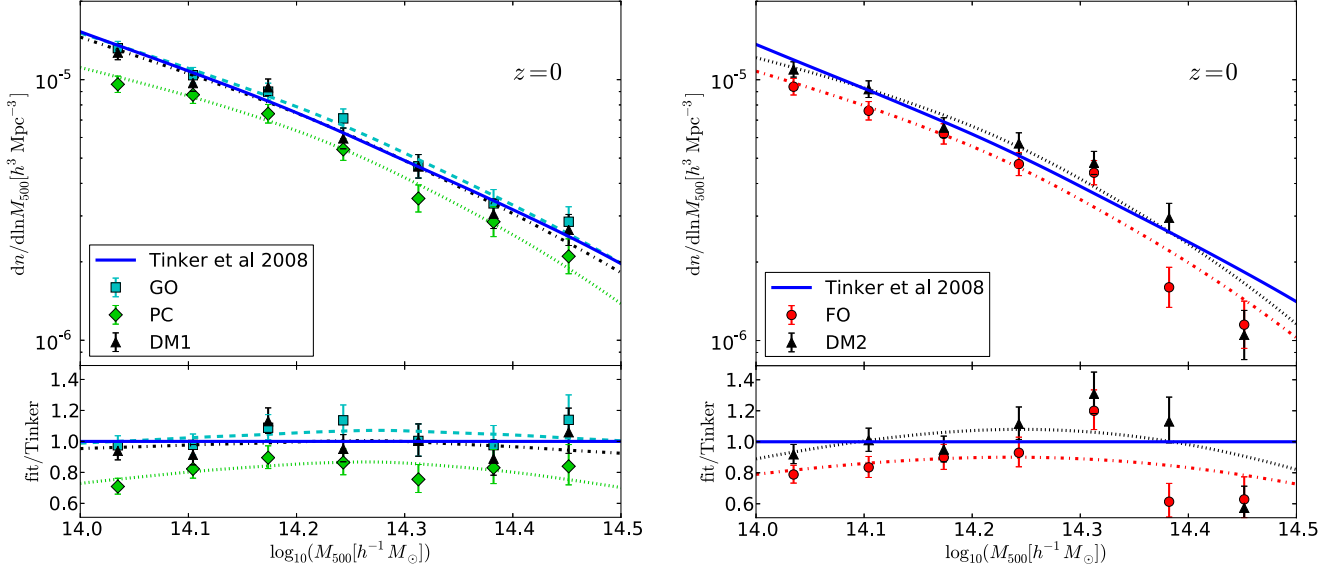 dn/dlnM₅₀₀[h³ Mpc⁻³]
10⁻⁵
10⁻⁶
z=0
Tinker et al 2008
GO
PC
DM1
fit/Tinker
1.4
1.2
1.0
0.8
0.6
14.0 14.1 14.2 14.3 14.4 14.5
log₁₀(M₅₀₀[h⁻¹ M☉])
dn/dlnM₅₀₀[h³ Mpc⁻³]
10⁻⁵
10⁻⁶
z=0
Tinker et al 2008
FO
DM2
fit/Tinker
1.4
1.2
1.0
0.8
0.6
14.0 14.1 14.2 14.3 14.4 14.5
log₁₀(M₅₀₀[h⁻¹ M☉])